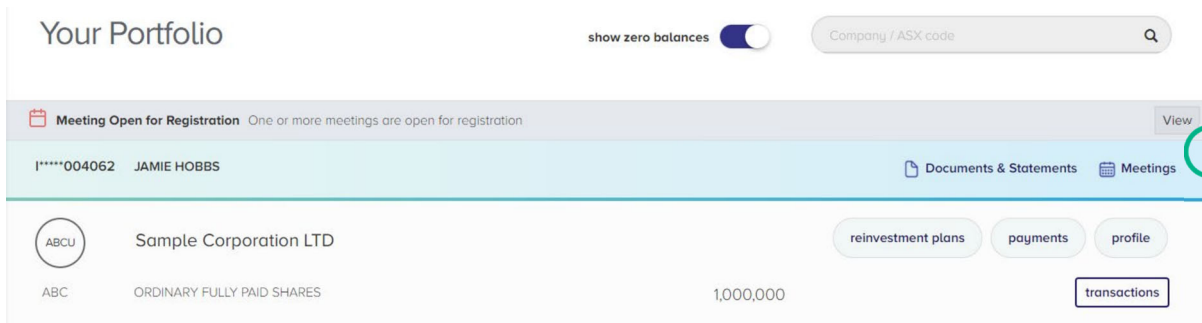 Your Portfolio show zero balances Company / ASX code
Meeting Open for Registration One or more meetings are open for registration View
I*****004062 JAMIE HOBBS Documents & Statements Meetings
ABCU Sample Corporation LTD reinvestment plans payments profile
ABC ORDINARY FULLY PAID SHARES 1,000,000 transactions